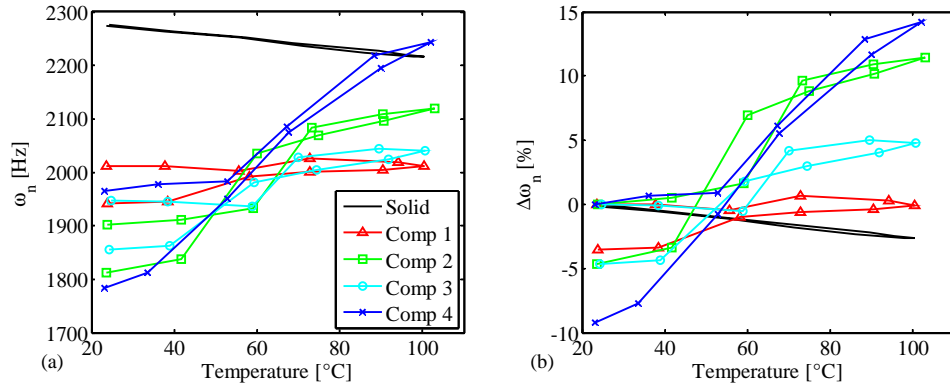 2300
2200
2100
2000
1900
1800
1700
ω_n [Hz]
20
40
60
80
100
Temperature [°C]
(a)
Solid
Comp 1
Comp 2
Comp 3
Comp 4
15
10
5
0
-5
-10
Δω_n [%]
20
40
60
80
100
Temperature [°C]
(b)